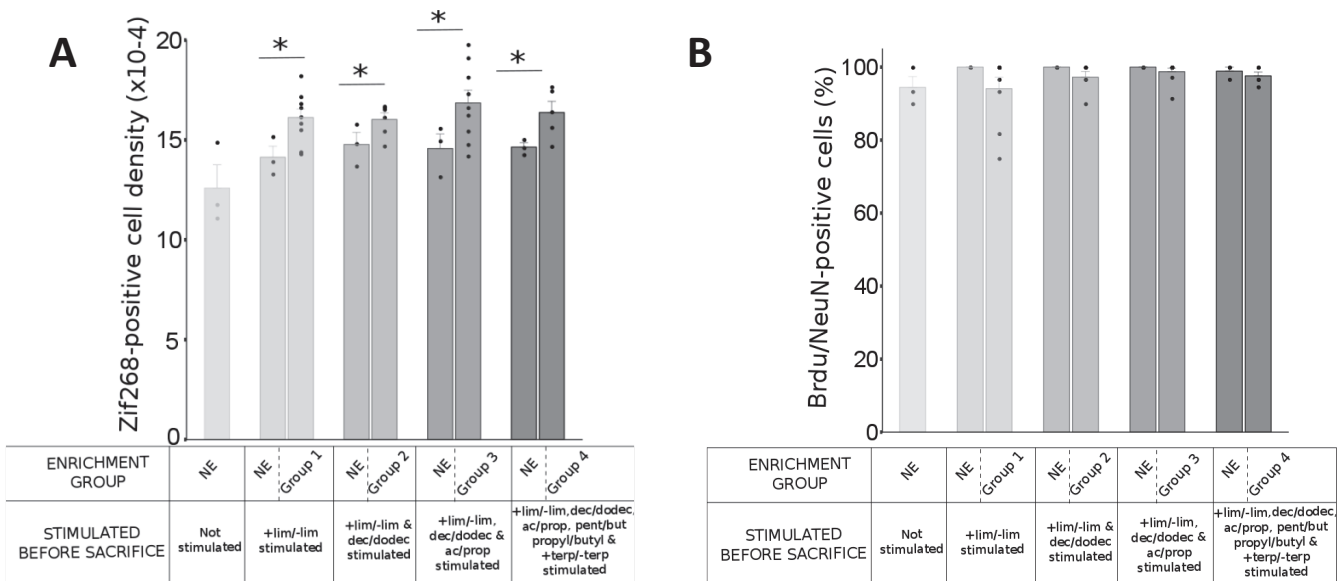 A
Zif268-positive cell density (x10-4)
20
15
10
5
0
*
*
*
*
ENRICHMENT
GROUP
NE
NE
Group 1
NE
Group 2
NE
Group 3
NE
Group 4
STIMULATED
BEFORE SACRIFICE
Not
stimulated
+lim/-lim
stimulated
+lim/-lim &
dec/dodec
stimulated
+lim/-lim,
dec/dodec &
ac/prop
stimulated
+lim/-lim,dec/dodec,
ac/prop, pent/but
propyl/butyl &
+terp/-terp
stimulated
B
Brdu/NeuN-positive cells (%)
100
80
60
40
20
0
ENRICHMENT
GROUP
NE
NE
Group 1
NE
Group 2
NE
Group 3
NE
Group 4
STIMULATED
BEFORE SACRIFICE
Not
stimulated
+lim/-lim
stimulated
+lim/-lim &
dec/dodec
stimulated
+lim/-lim,
dec/dodec &
ac/prop
stimulated
+lim/-lim,dec/dodec,
ac/prop, pent/but
propyl/butyl &
+terp/-terp
stimulated